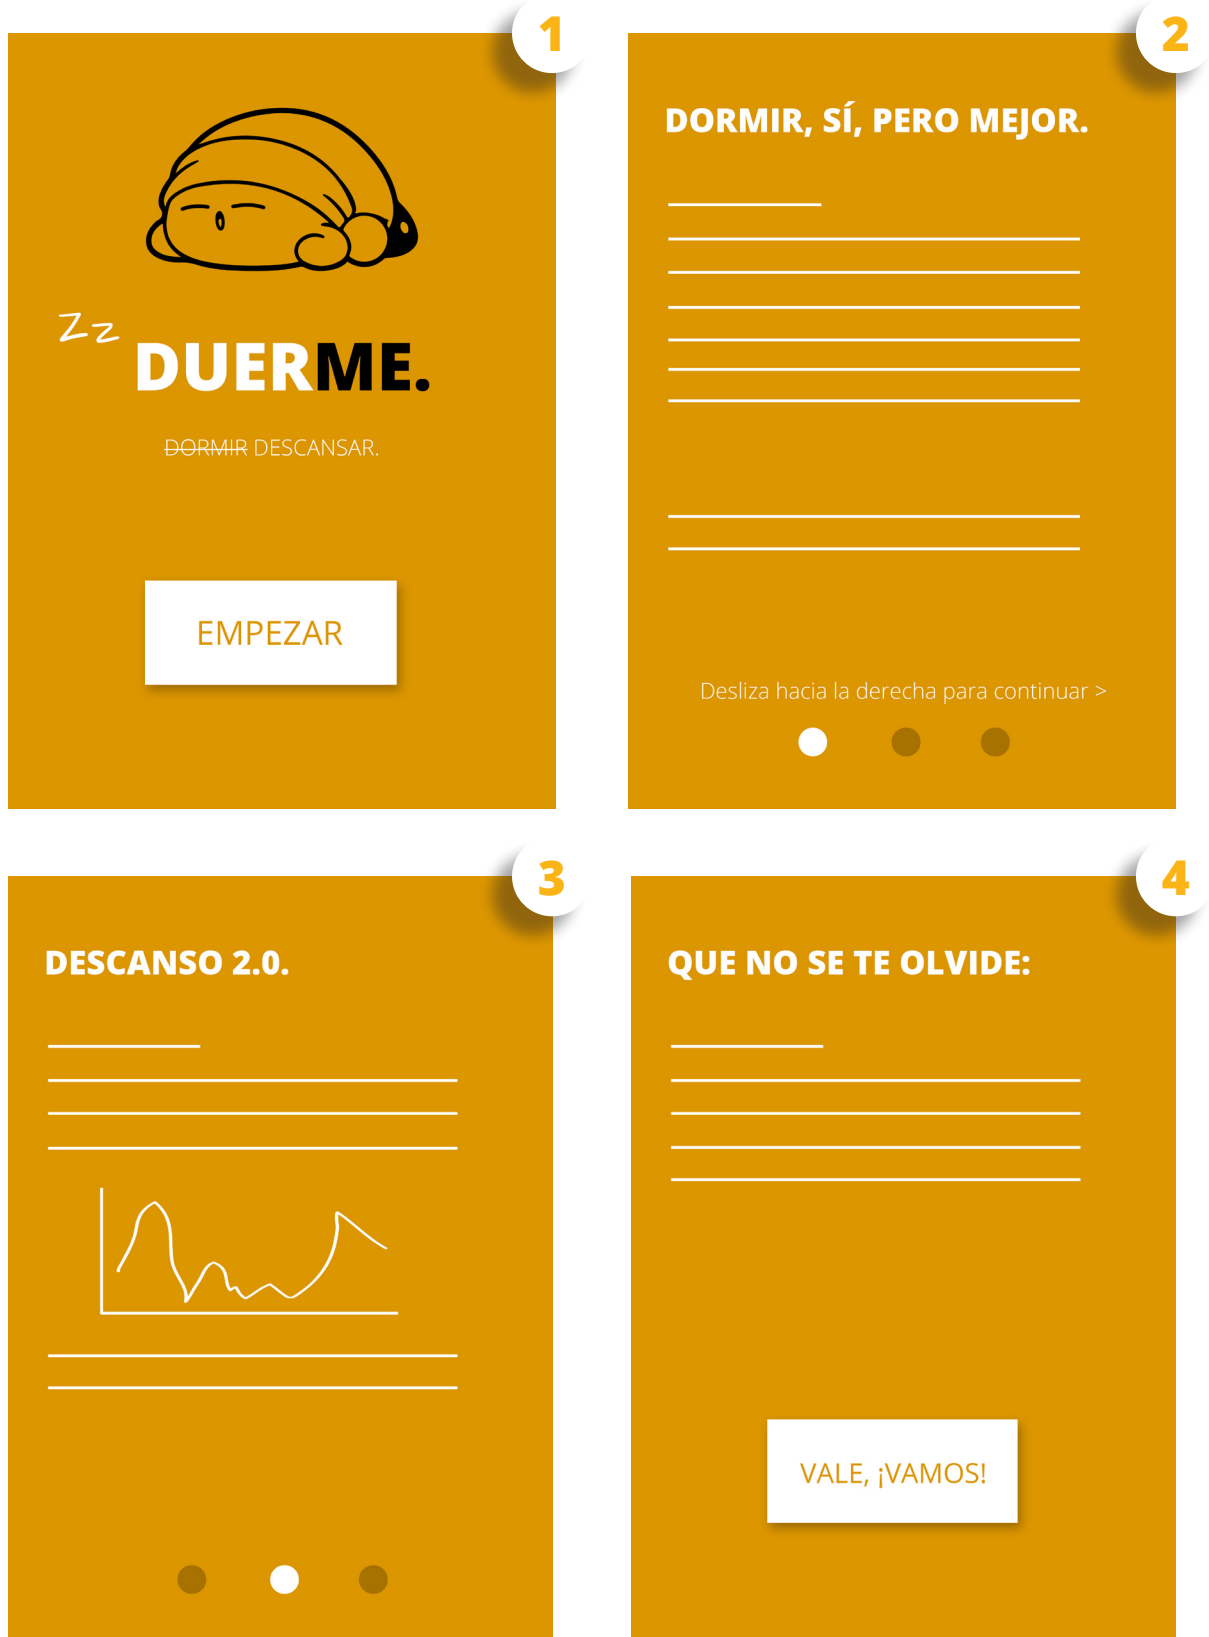 1
Zz
DUERME.
DORMIR DESCANSAR.
EMPEZAR
2
DORMIR, SÍ, PERO MEJOR.
Desliza hacia la derecha para continuar >
3
DESCANSO 2.0.
4
QUE NO SE TE OLVIDE:
VALE, ¡VAMOS!